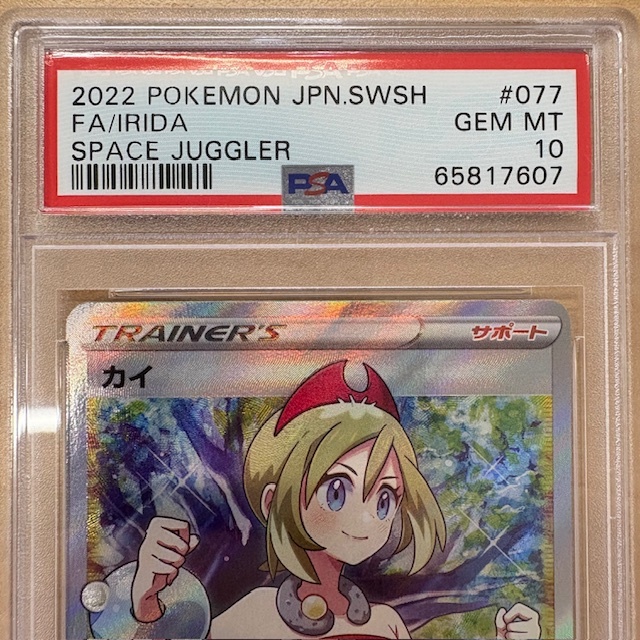 2022 POKEMON JPN.SWSH #077
FA/IRIDA GEM MT
SPACE JUGGLER 10
PSA 65817607
TRAINER'S サポート
カイ